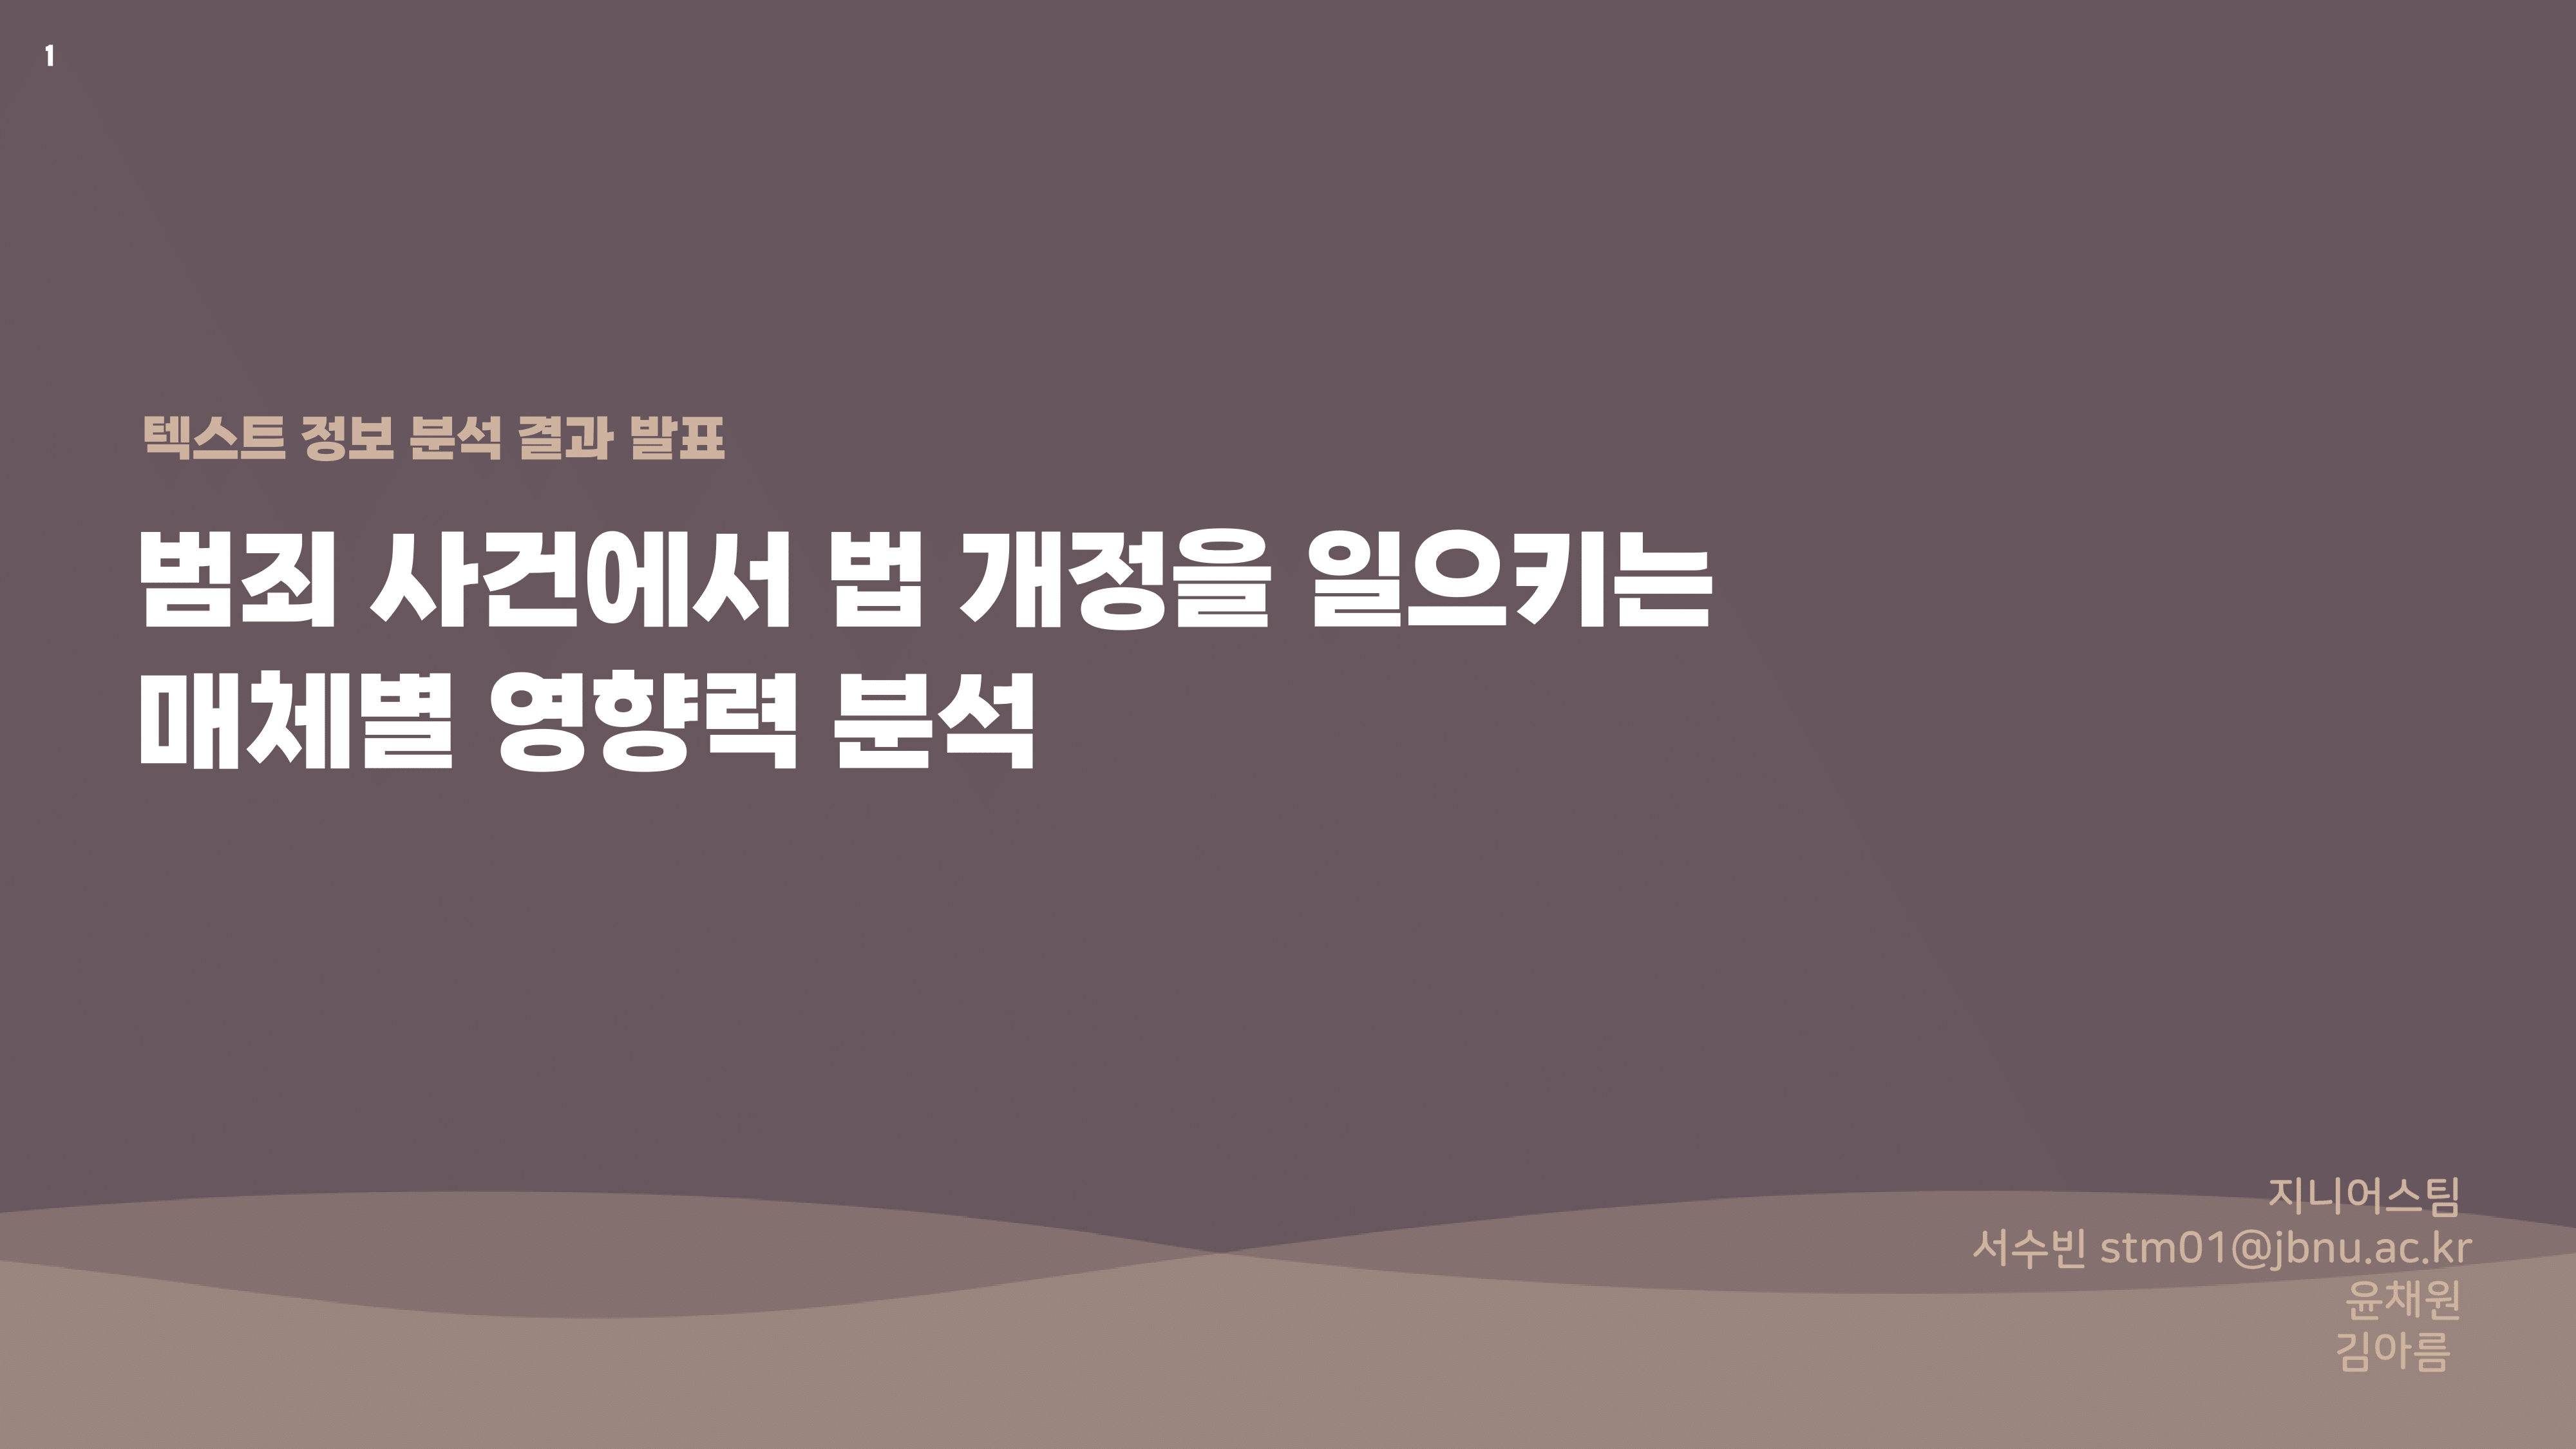 1
텍스트 정보 분석 결과 발표
범죄 사건에서 법 개정을 일으키는
매체별 영향력 분석
지니어스팀
서수빈 stm01@jbnu.ac.kr
윤채원
김아름